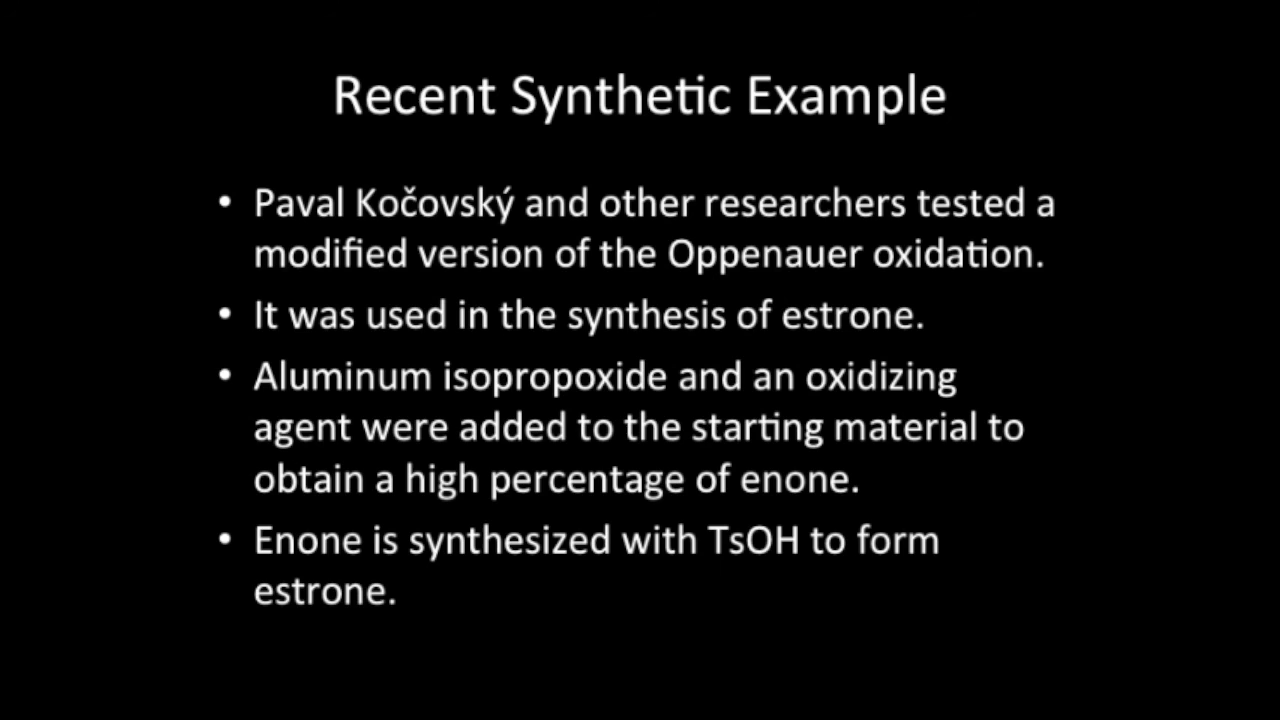 Recent Synthetic Example
• Paval Kočovský and other researchers tested a
modified version of the Oppenauer oxidation.
• It was used in the synthesis of estrone.
• Aluminum isopropoxide and an oxidizing
agent were added to the starting material to
obtain a high percentage of enone.
• Enone is synthesized with TsOH to form
estrone.